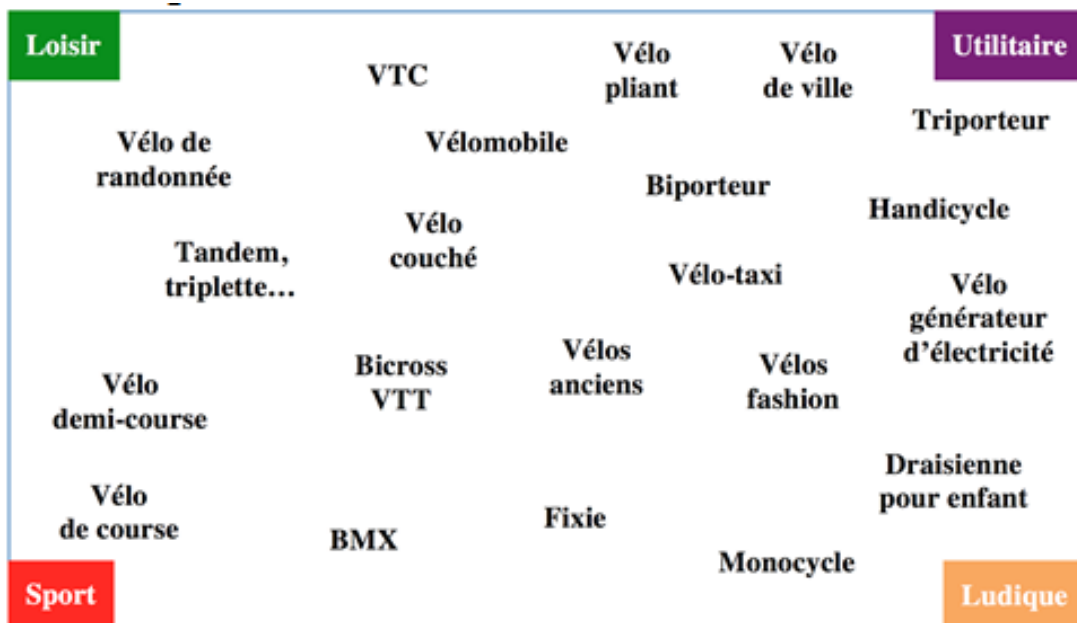 Loisir
Utilitaire
VTC
Vélo
pliant
Vélo
de ville
Triporteur
Vélo de
randonnée
Vélomobile
Biporteur
Handicycle
Vélo
couché
Tandem,
triplette…
Vélo-taxi
Vélo
générateur
d’électricité
Bicross
VTT
Vélos
anciens
Vélos
fashion
Vélo
demi-course
Draisienne
pour enfant
Vélo
de course
BMX
Fixie
Monocycle
Sport
Ludique